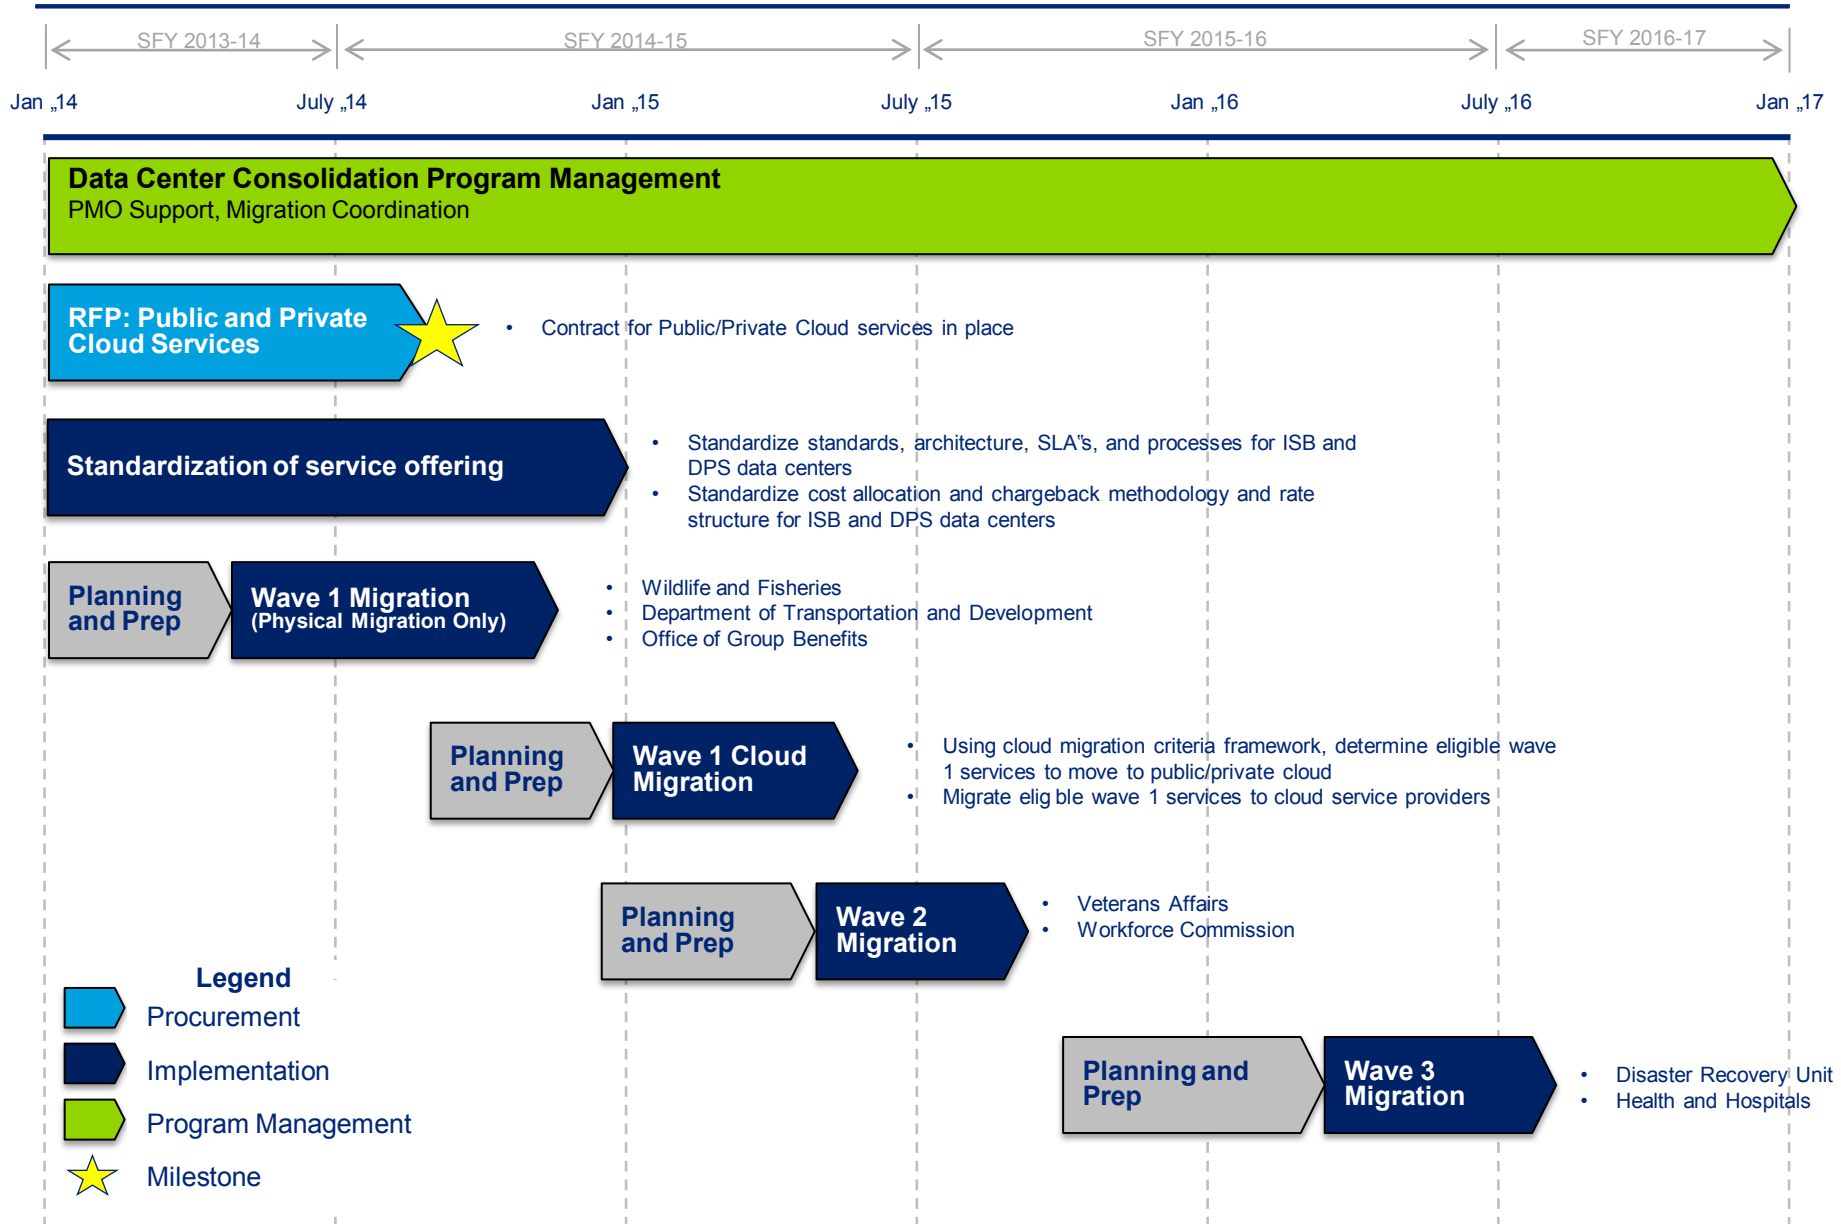 SFY 2013-14 SFY 2014-15 SFY 2015-16 SFY 2016-17
Jan „14 July „14 Jan „15 July „15 Jan „16 July „16 Jan „17
Data Center Consolidation Program Management
PMO Support, Migration Coordination
RFP: Public and Private
Cloud Services
• Contract for Public/Private Cloud services in place
Standardization of service offering
• Standardize standards, architecture, SLA‟s, and processes for ISB and
DPS data centers
• Standardize cost allocation and chargeback methodology and rate
structure for ISB and DPS data centers
Planning
and Prep
Wave 1 Migration
(Physical Migration Only)
• Wildlife and Fisheries
• Department of Transportation and Development
• Office of Group Benefits
Planning
and Prep
Wave 1 Cloud
Migration
• Using cloud migration criteria framework, determine eligible wave
1 services to move to public/private cloud
• Migrate elig ble wave 1 services to cloud service providers
Planning
and Prep
Wave 2
Migration
• Veterans Affairs
• Workforce Commission
Planning and
Prep
Wave 3
Migration
• Disaster Recovery Unit
• Health and Hospitals
Legend
Procurement
Implementation
Program Management
Milestone